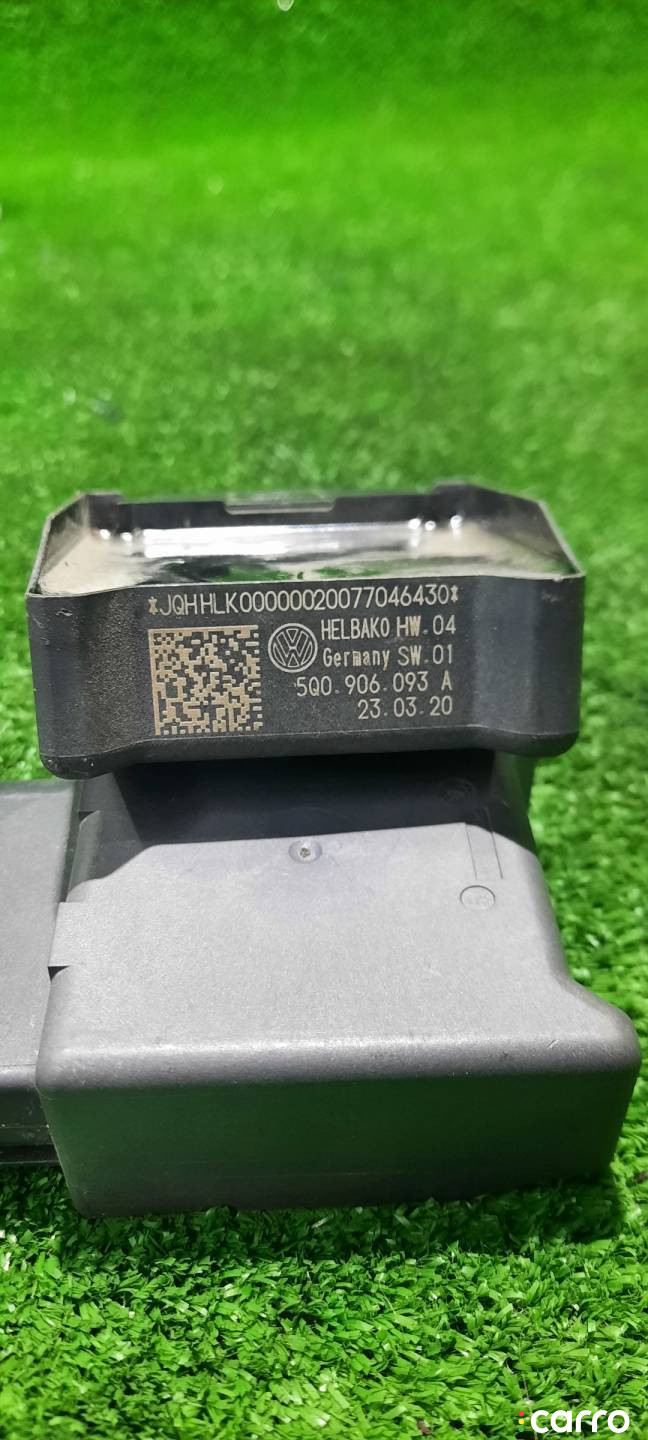 *JQHHLK00000020077046430*
HELBAKO HW.04
Germany SW.01
5Q0.906.093 A
23.03.20
carro